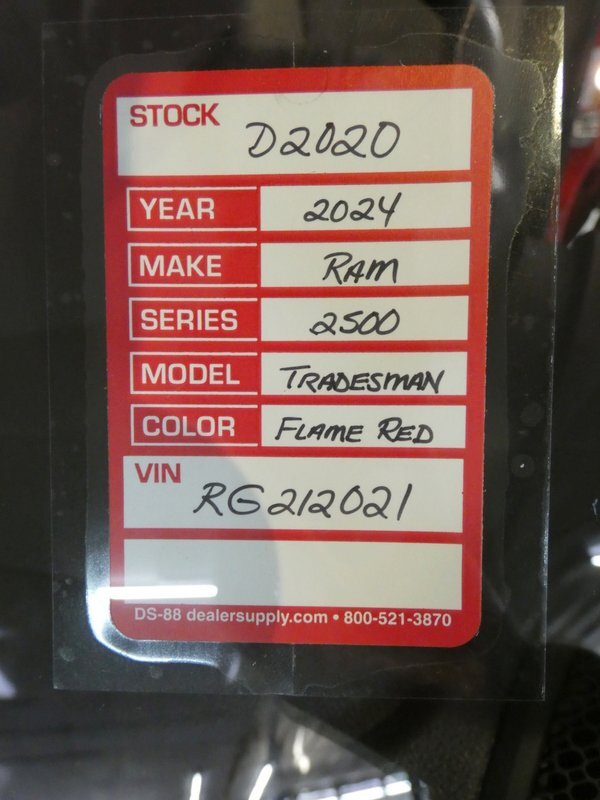 STOCK D2020
YEAR 2024
MAKE RAM
SERIES 2500
MODEL TRADESMAN
COLOR FLAME RED
VIN
RG212021
DS-88 dealersupply.com • 800-521-3870